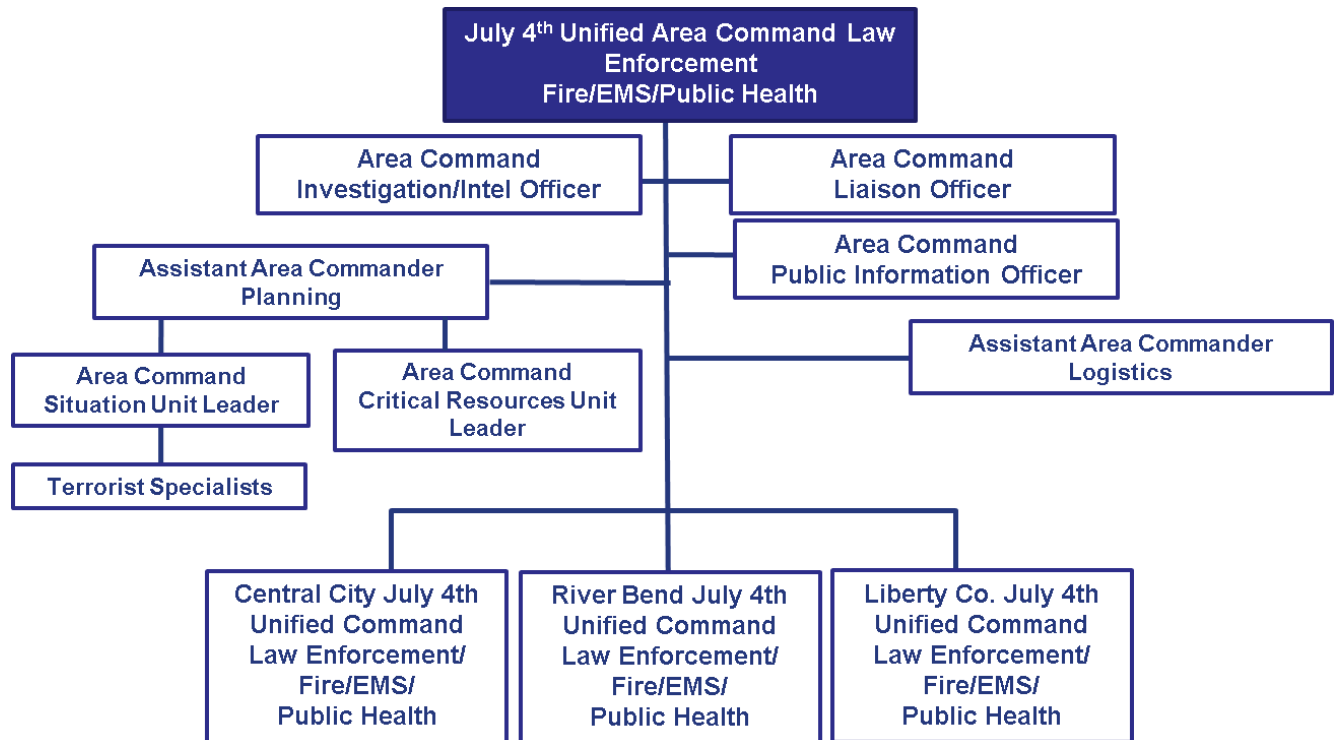 July 4th Unified Area Command Law
Enforcement
Fire/EMS/Public Health
Area Command
Investigation/Intel Officer
Area Command
Liaison Officer
Area Command
Public Information Officer
Assistant Area Commander
Planning
Assistant Area Commander
Logistics
Area Command
Situation Unit Leader
Area Command
Critical Resources Unit
Leader
Terrorist Specialists
Central City July 4th
Unified Command
Law Enforcement/
Fire/EMS/
Public Health
River Bend July 4th
Unified Command
Law Enforcement/
Fire/EMS/
Public Health
Liberty Co. July 4th
Unified Command
Law Enforcement/
Fire/EMS/
Public Health